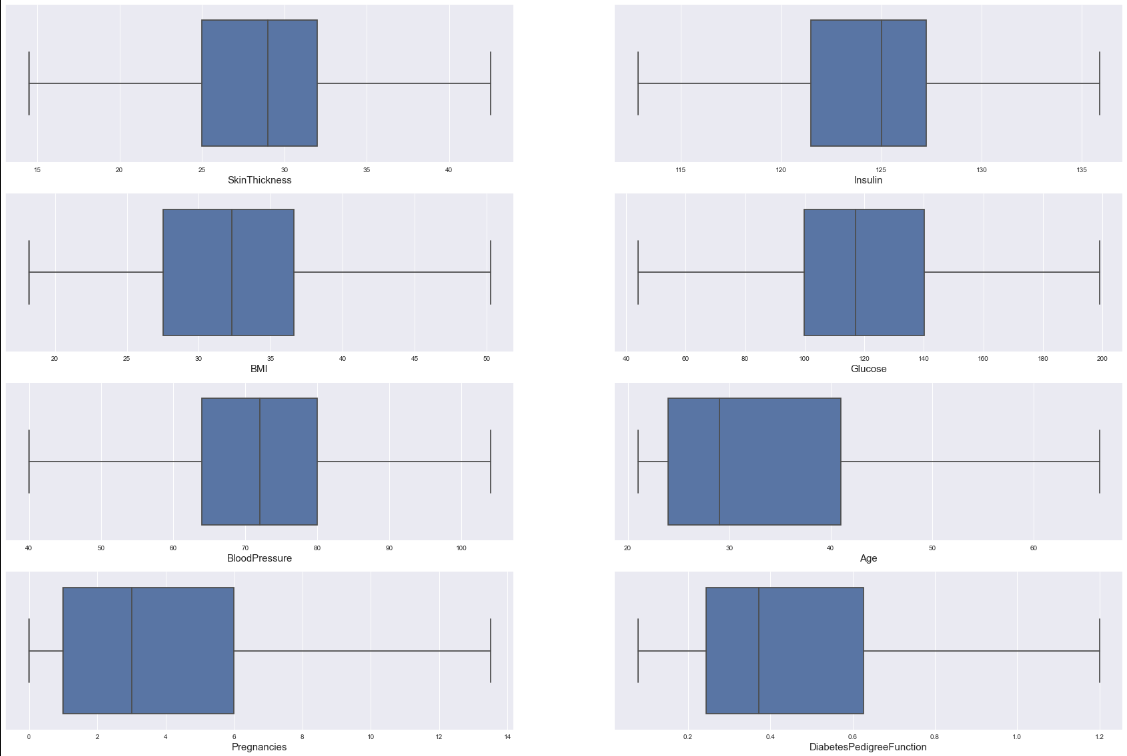 15 20 25 30 35 40
SkinThickness
115 120 125 130 135
Insulin
20 25 30 35 40 45 50
BMI
40 60 80 100 120 140 160 180 200
Glucose
40 50 60 70 80 90 100
BloodPressure
20 30 40 50 60
Age
0 2 4 6 8 10 12 14
Pregnancies
0.2 0.4 0.6 0.8 1.0 1.2
DiabetesPedigreeFunction